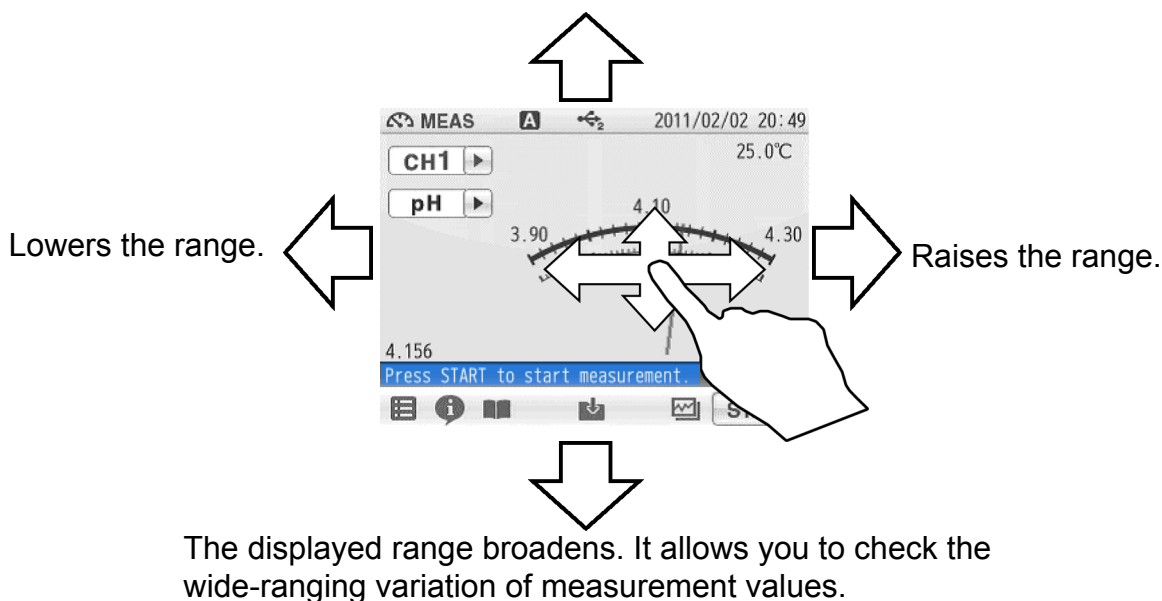 MEAS A 2 2011/02/02 20:49
CH1 25.0℃
pH
4.10
3.90 4.30
Lowers the range.
Raises the range.
4.156
Press START to start measurement.
The displayed range broadens. It allows you to check the
wide-ranging variation of measurement values.